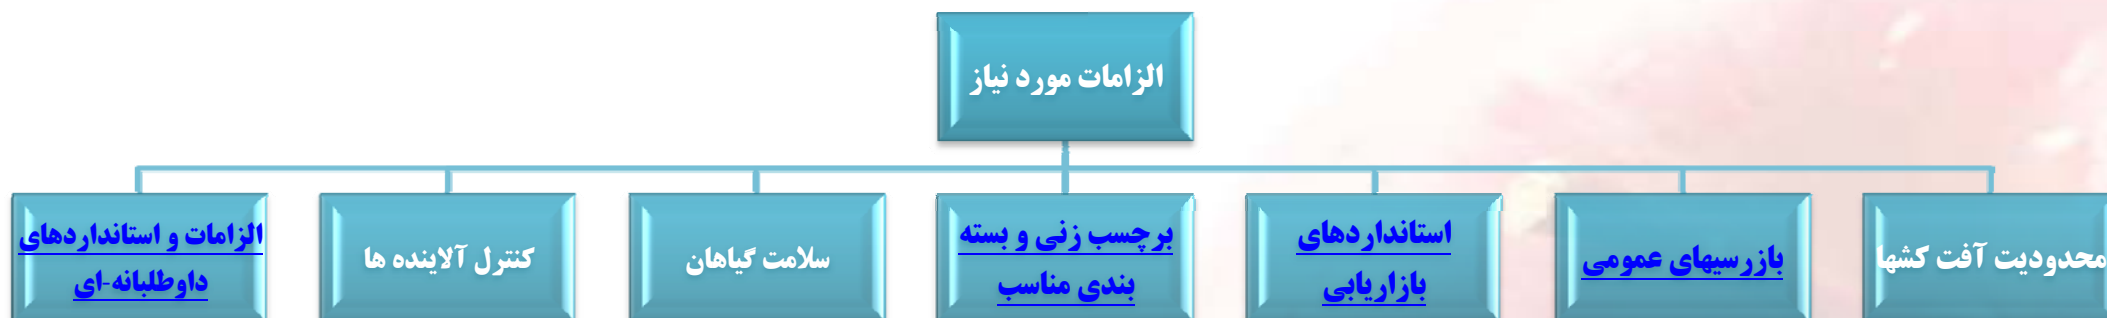 الزامات مورد نیاز
محدودیت آفت کشها
بازرسیهای عمومی
استانداردهای
بازاریابی
برچسب زنی و بسته
بندی مناسب
سلامت گیاهان
کنترل آلاینده ها
الزامات و استانداردهای
داوطلبانه-ای